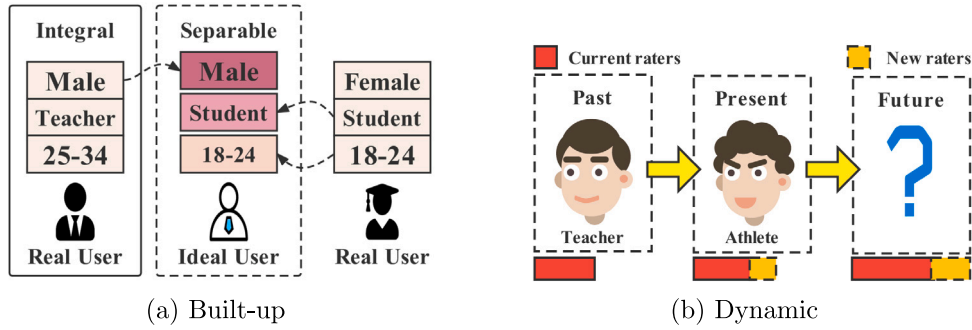 Integral
Separable
Male
Teacher
25-34
Male
Student
18-24
Female
Student
18-24
Real User
Ideal User
Real User
(a) Built-up
Current raters
New raters
Past
Present
Future
Teacher
Athlete
?
(b) Dynamic